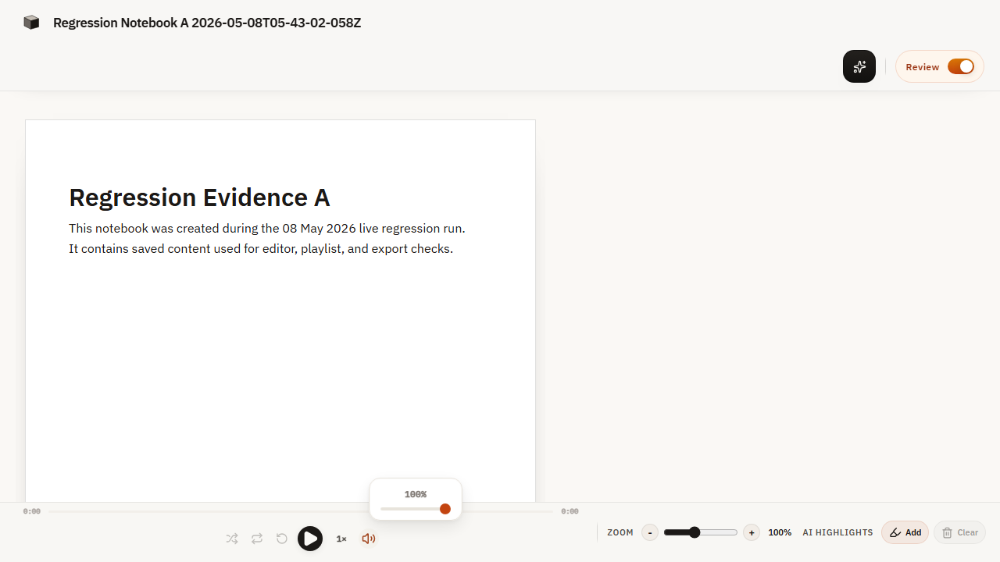 Regression Notebook A 2026-05-08T05-43-02-058Z
Review
Regression Evidence A
This notebook was created during the 08 May 2026 live regression run.
It contains saved content used for editor, playlist, and export checks.
100%
0:00
0:00
1×
ZOOM - + 100% AI HIGHLIGHTS Add Clear